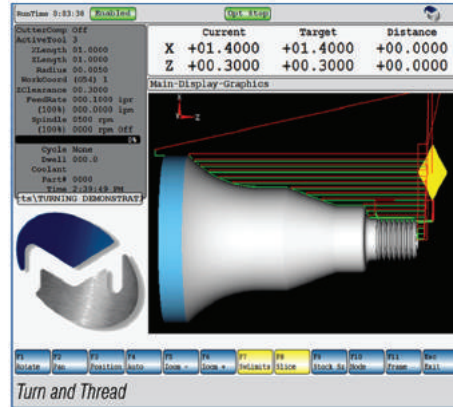 RunTime 0:03:38 Enabled Opt Stop
CutterComp Off
ActiveTool 3
ZLength 01.0000
XLength 01.0000
Radius 00.0050
WorkCoord (G54) 1
ZClearance 00.3000
FeedRate 000.1000 ipr
(100%) 000.0000 ipm
Spindle 0500 rpm
(100%) 0000 rpm Off
0%
Cycle None
Dwell 000.0
Coolant
Part# 0000
Time 2:39:49 PM
ts\TURNING DEMONSTRAT
Current Target Distance
X +01.4000 +01.4000 +00.0000
Z +00.3000 +00.3000 +00.0000
Main-Display-Graphics
X
Z
F1 F2 F3 F4 F5 F6 F7 F8 F9 F10 F11 Esc
Rotate Pan Position Auto Zoom - Zoom + SwLimits Slice Stock Sz Mode Frame Exit
Turn and Thread